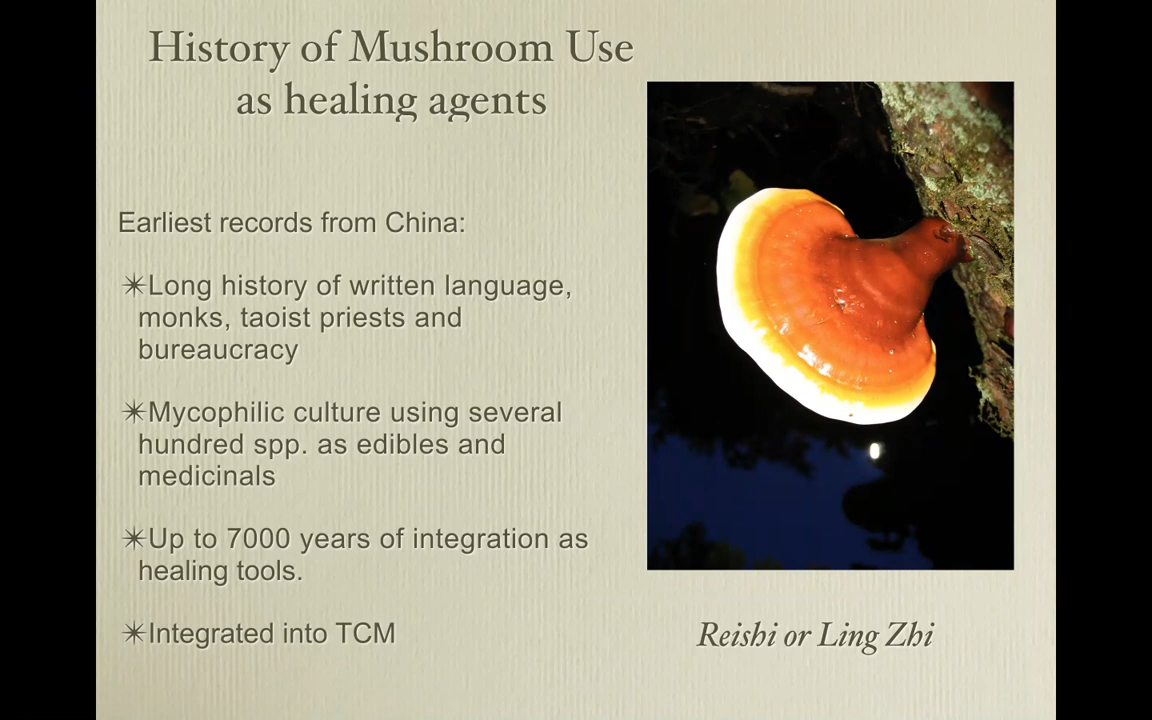 History of Mushroom Use
as healing agents
Earliest records from China:
✴Long history of written language,
monks, taoist priests and
bureaucracy
✴Mycophilic culture using several
hundred spp. as edibles and
medicinals
✴Up to 7000 years of integration as
healing tools.
✴Integrated into TCM
Reishi or Ling Zhi